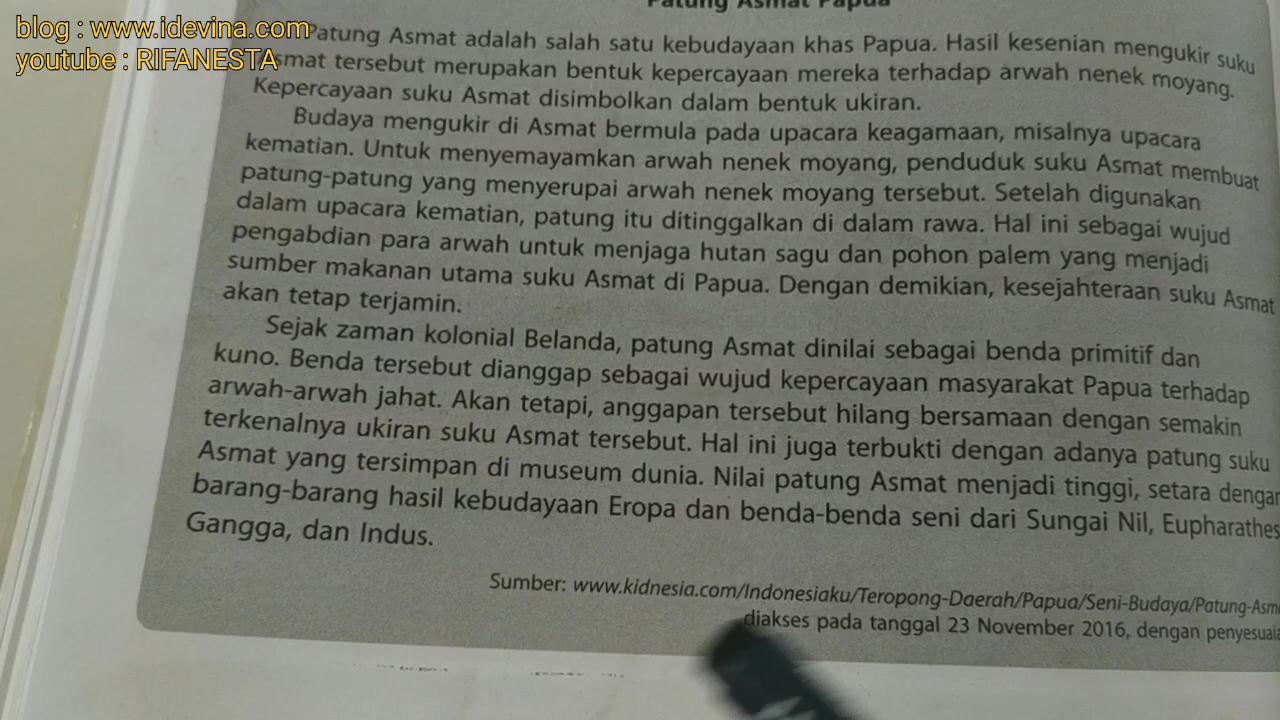 blog : www.idevina.com
youtube : RIFANESTA
Patung Asmat Papua
Patung Asmat adalah salah satu kebudayaan khas Papua. Hasil kesenian mengukir suku
smat tersebut merupakan bentuk kepercayaan mereka terhadap arwah nenek moyang.
Kepercayaan suku Asmat disimbolkan dalam bentuk ukiran.
Budaya mengukir di Asmat bermula pada upacara keagamaan, misalnya upacara
kematian. Untuk menyemayamkan arwah nenek moyang, penduduk suku Asmat membuat
patung-patung yang menyerupai arwah nenek moyang tersebut. Setelah digunakan
dalam upacara kematian, patung itu ditinggalkan di dalam rawa. Hal ini sebagai wujud
pengabdian para arwah untuk menjaga hutan sagu dan pohon palem yang menjadi
sumber makanan utama suku Asmat di Papua. Dengan demikian, kesejahteraan suku Asmat
akan tetap terjamin.
Sejak zaman kolonial Belanda, patung Asmat dinilai sebagai benda primitif dan
kuno. Benda tersebut dianggap sebagai wujud kepercayaan masyarakat Papua terhadap
arwah-arwah jahat. Akan tetapi, anggapan tersebut hilang bersamaan dengan semakin
terkenalnya ukiran suku Asmat tersebut. Hal ini juga terbukti dengan adanya patung suku
Asmat yang tersimpan di museum dunia. Nilai patung Asmat menjadi tinggi, setara dengan
barang-barang hasil kebudayaan Eropa dan benda-benda seni dari Sungai Nil, Eupharathes
Gangga, dan Indus.
Sumber: www.kidnesia.com/Indonesiaku/Teropong-Daerah/Papua/Seni-Budaya/Patung-Asm
diakses pada tanggal 23 November 2016, dengan penyesuaia